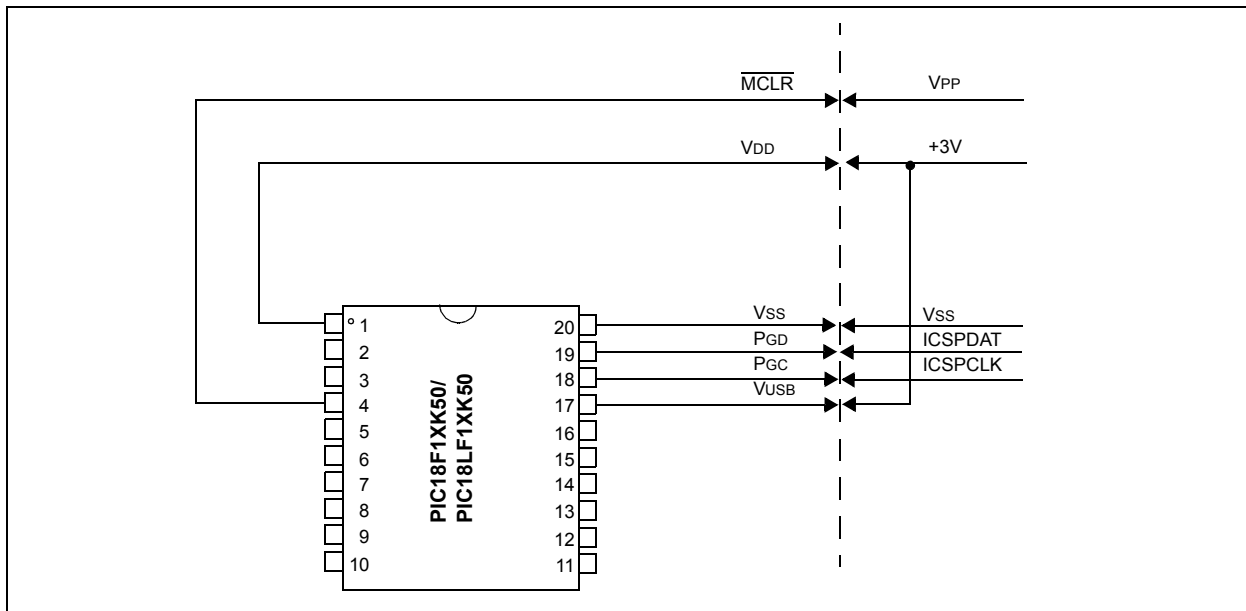 MCLR VPP
VDD +3V
1 20 VSS VSS
2 19 PGD ICSPDAT
3 18 PGC ICSPCLK
4 17 VUSB
5 16
6 15
7 14
8 13
9 12
10 11
PIC18F1XK50/
PIC18LF1XK50